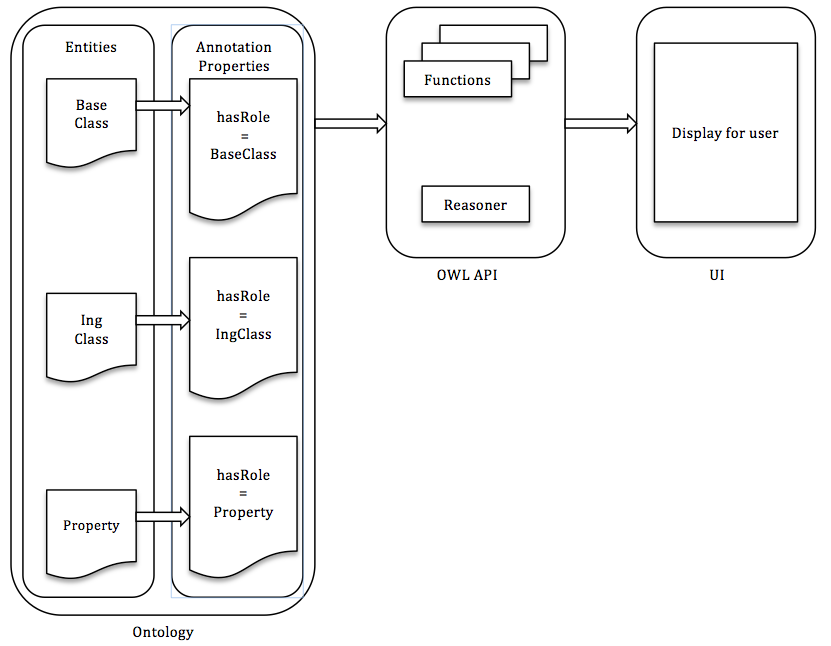 Entities
Annotation
Properties
Base
Class
hasRole
=
BaseClass
Ing
Class
hasRole
=
IngClass
Property
hasRole
=
Property
Ontology
Functions
Reasoner
OWL API
Display for user
UI